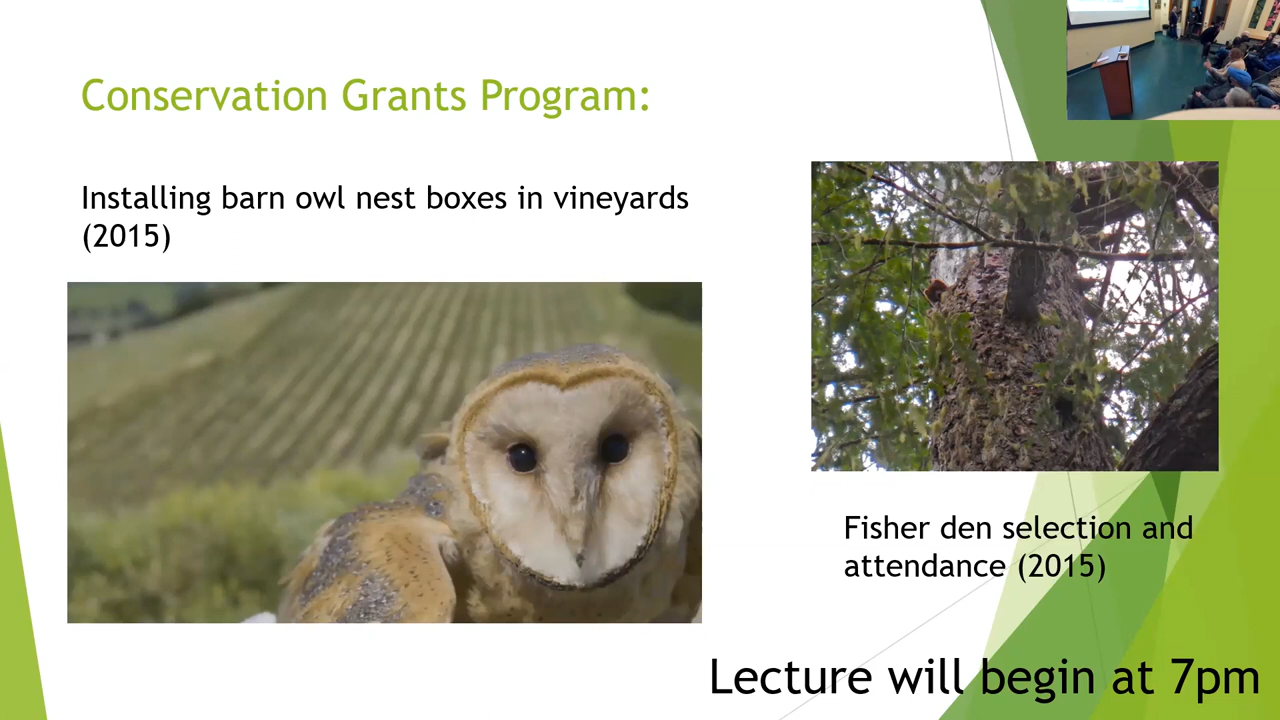 Conservation Grants Program:
Installing barn owl nest boxes in vineyards
(2015)
Fisher den selection and
attendance (2015)
Lecture will begin at 7pm